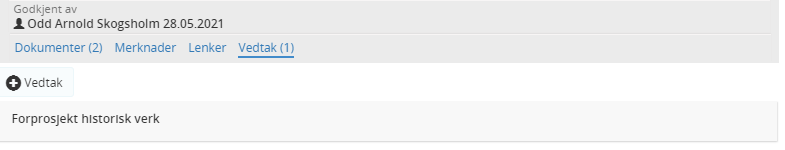 Godkjent av
Odd Arnold Skogsholm 28.05.2021
Dokumenter (2) Merknader Lenker Vedtak (1)
Vedtak
Forprosjekt historisk verk